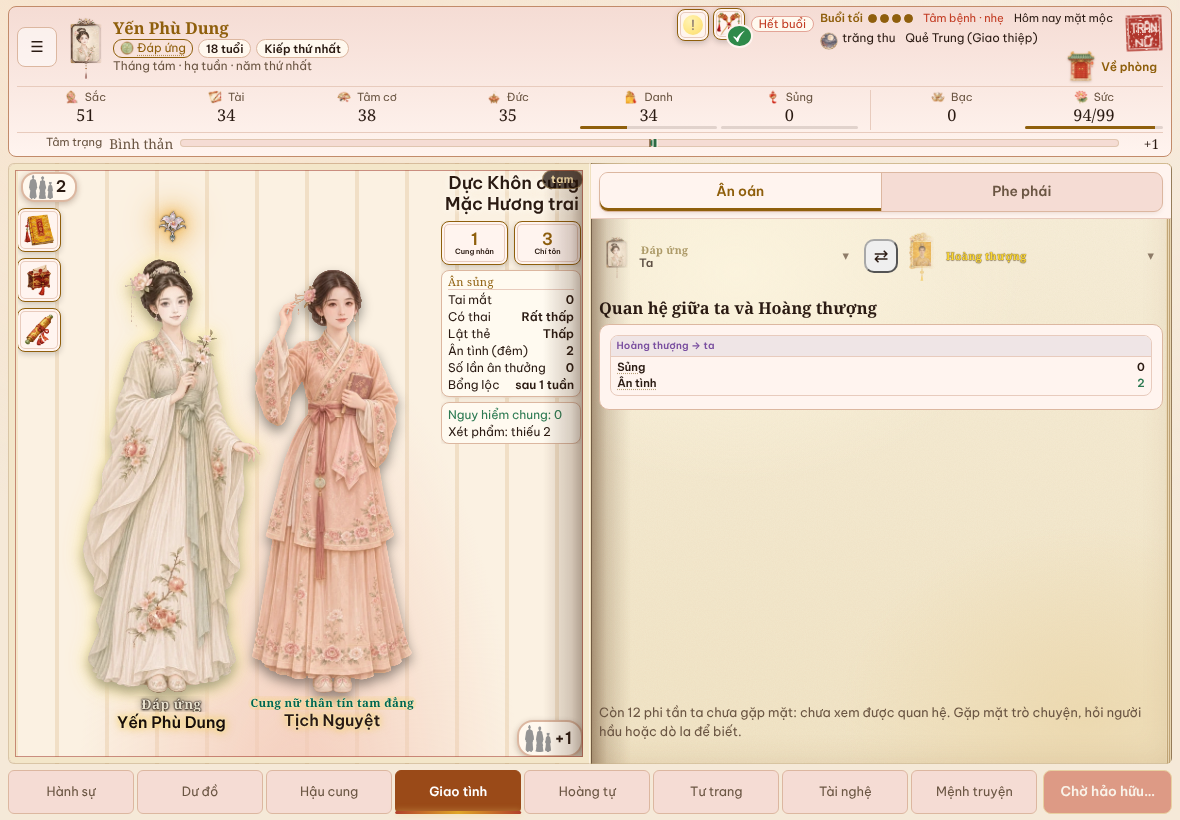 ☰
Yến Phù Dung
Đáp ứng
18 tuổi
Kiếp thứ nhất
Tháng tám · hạ tuần · năm thứ nhất
!
Hết buổi
Buổi tối
Tâm bệnh · nhẹ
Hôm nay mặt mộc
trăng thu
Quẻ Trung (Giao thiệp)
Về phòng
Sắc
51
Tài
34
Tâm cơ
38
Đức
35
Danh
34
Sủng
0
Bạc
0
Sức
94/99
Tâm trạng
Bình thản
+1
2
Dực Khôn cung
tam
Mặc Hương trai
1
Cung nhân
3
Chí tôn
Ân sủng
Tai mắt 0
Có thai Rất thấp
Lật thẻ Thấp
Ân tình (đêm) 2
Số lần ân thưởng 0
Bổng lộc sau 1 tuần
Nguy hiểm chung: 0
Xét phẩm: thiếu 2
Đáp ứng
Yến Phù Dung
Cung nữ thân tín tam đẳng
Tịch Nguyệt
+1
Ân oán
Phe phái
Đáp ứng
Ta
▼
⇄
Hoàng thượng
▼
Quan hệ giữa ta và Hoàng thượng
Hoàng thượng → ta
Sủng 0
Ân tình 2
Còn 12 phi tần ta chưa gặp mặt: chưa xem được quan hệ. Gặp mặt trò chuyện, hỏi người
hầu hoặc dò la để biết.
Hành sự
Dư đồ
Hậu cung
Giao tình
Hoàng tự
Tư trang
Tài nghệ
Mệnh truyện
Chờ hảo hữu...